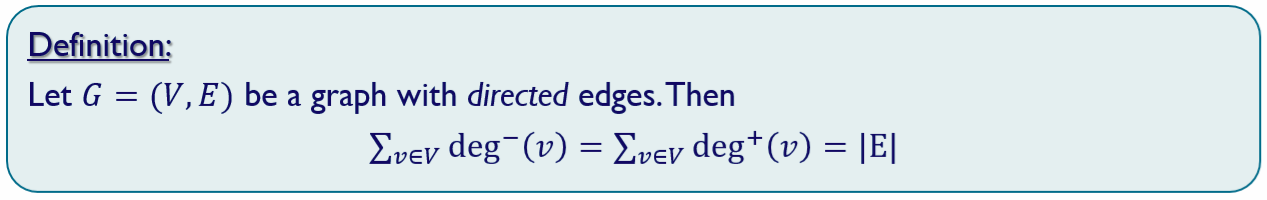 Definition:
Let G = (V, E) be a graph with directed edges. Then
∑v∈V deg⁻(v) = ∑v∈V deg⁺(v) = |E|